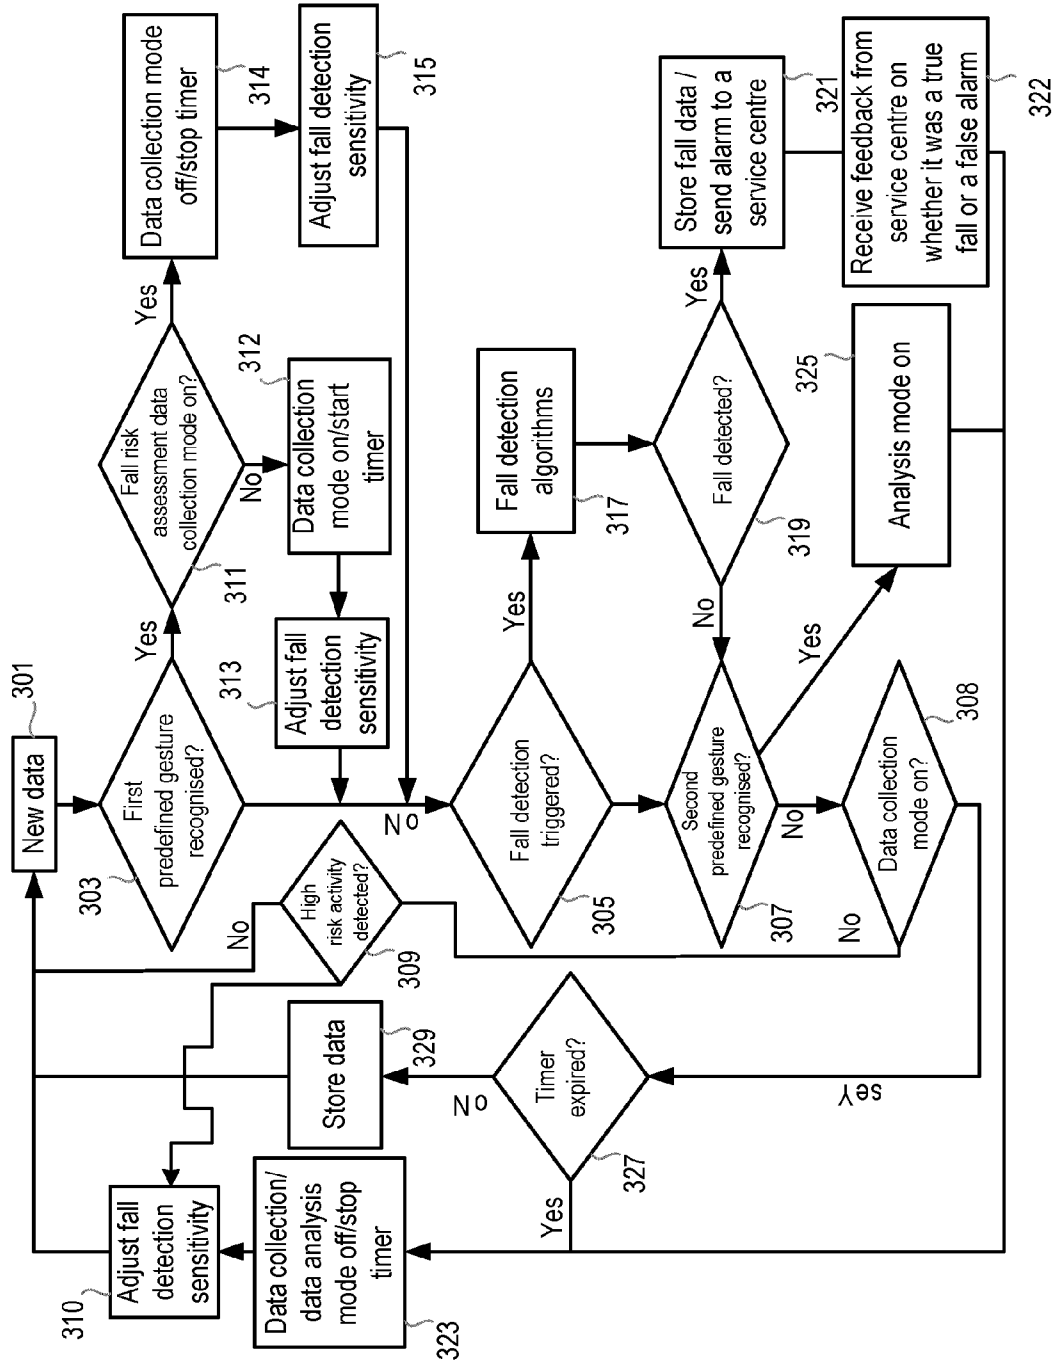 301
New data
First
predefined gesture
recognised?
303
Yes
Fall risk
assessment data
collection mode on?
311
Yes
Data collection mode
off/stop timer
314
Adjust fall detection
sensitivity
315
No
Data collection
mode on/start
timer
312
Adjust fall
detection
sensitivity
313
No
Fall detection
triggered?
305
Yes
Fall detection
algorithms
317
Fall detected?
319
Yes
Store fall data /
send alarm to a
service centre
321
Receive feedback from
service centre on
whether it was a true
fall or a false alarm
322
No
Second
predefined gesture
recognised?
307
Yes
Analysis mode on
325
No
Data collection
mode on?
308
No
High
risk activity
detected?
309
No
Yes
Timer
expired?
327
No
Store data
329
Yes
Data collection/
data analysis
mode off/stop
timer
323
Adjust fall
detection
sensitivity
310